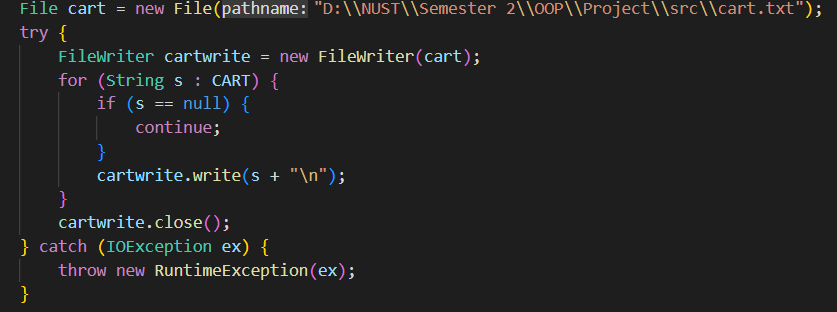 File cart = new File(pathname: "D:\\NUST\\Semester 2\\OOP\\Project\\src\\cart.txt");
try {
FileWriter cartwrite = new FileWriter(cart);
for (String s : CART) {
if (s == null) {
continue;
}
cartwrite.write(s + "\n");
}
cartwrite.close();
} catch (IOException ex) {
throw new RuntimeException(ex);
}